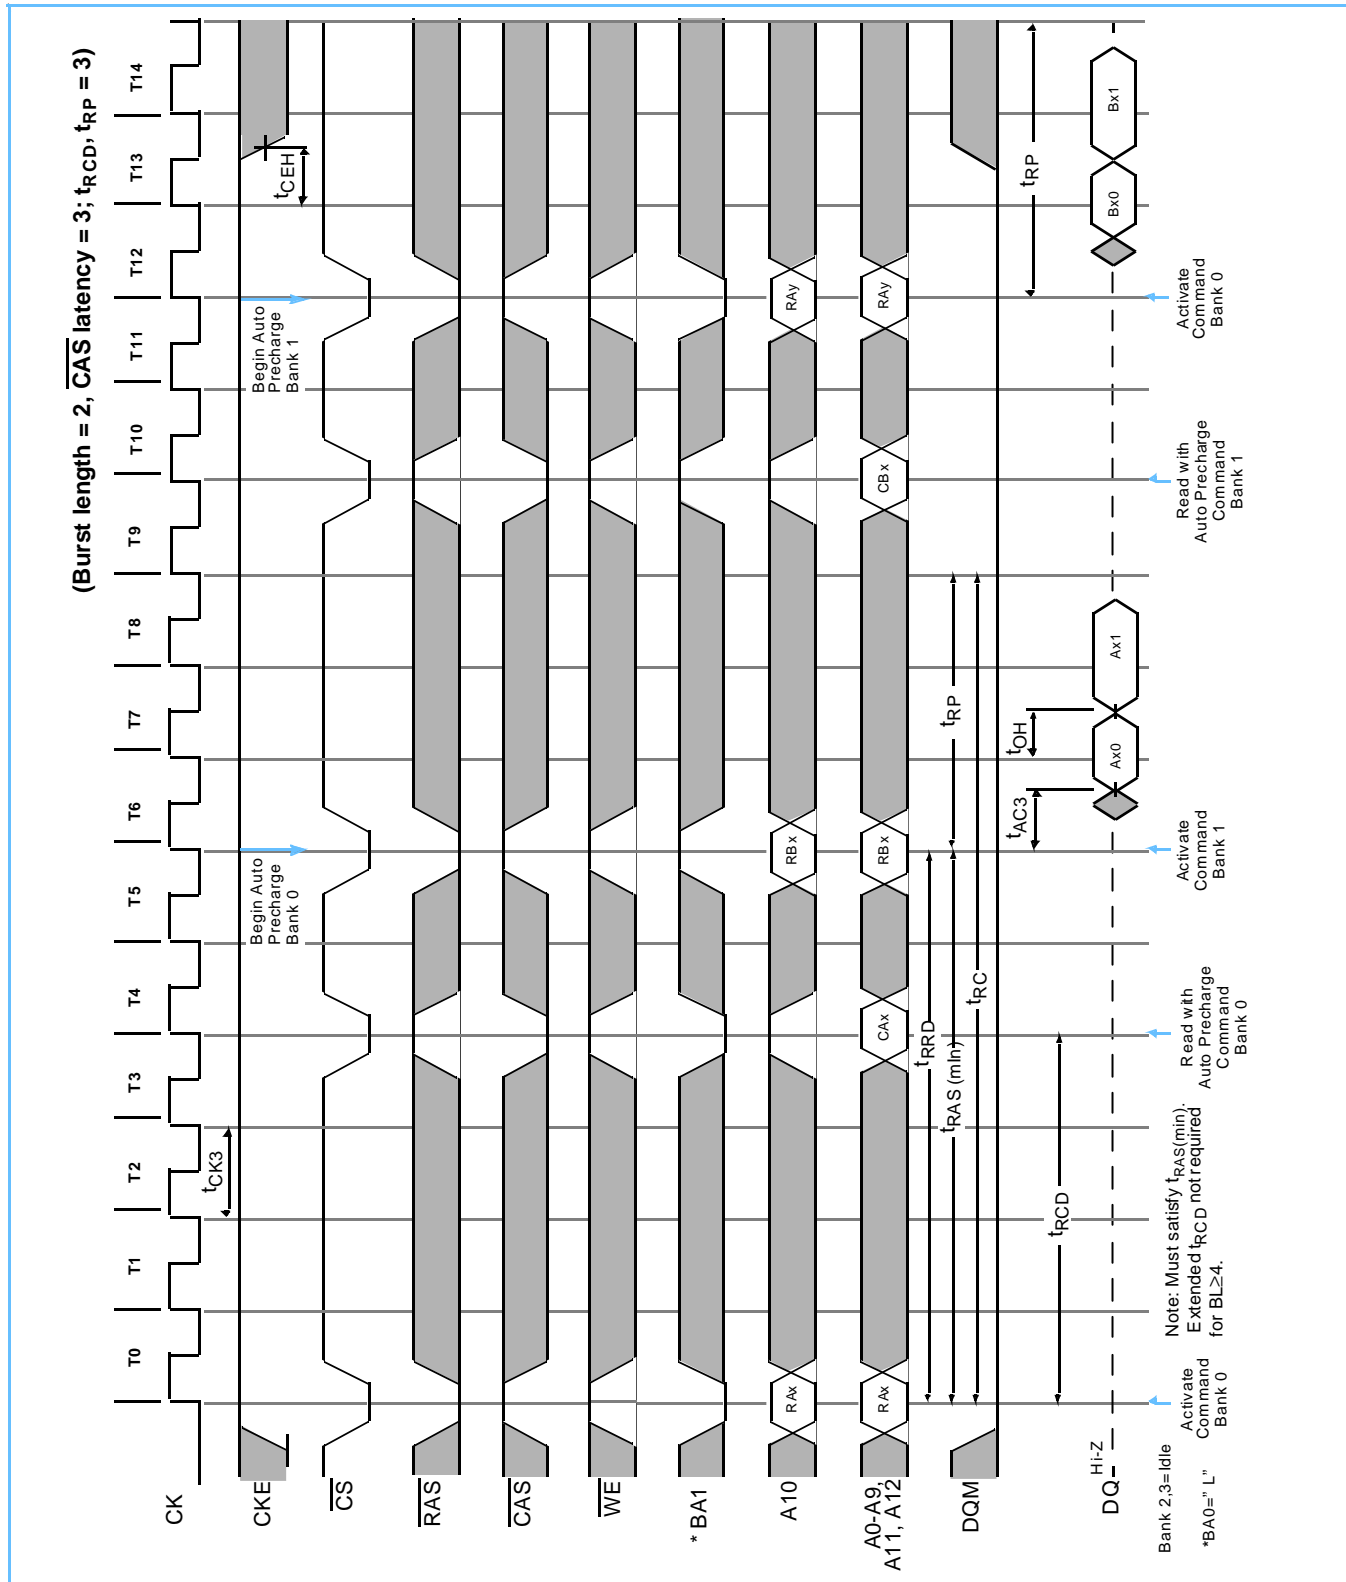 (Burst length = 2, CAS latency = 3; tRCD, tRP = 3)
T0 T1 T2 T3 T4 T5 T6 T7 T8 T9 T10 T11 T12 T13 T14
CK
tCK3
CKE
Begin Auto
Precharge
Bank 0
Begin Auto
Precharge
Bank 1
tCEH
CS
RAS
CAS
WE
* BA1
A10
RAx RBx RAy
A0-A9,
A11, A12
RAx CAx RBx CBx RAy
tRRD
tRAS(min)
tRP
tRC
DQM
tRCD
tAC3
tOH
tRP
DQ
Hi-Z
Ax0 Ax1 Bx0 Bx1
Bank 2,3=Idle
*BA0=" L"
Activate
Command
Bank 0
Note: Must satisfy tRAS(min).
Extended tRCD not required
for BL≥4.
Read with
Auto Precharge
Command
Bank 0
Activate
Command
Bank 1
Read with
Auto Precharge
Command
Bank 1
Activate
Command
Bank 0